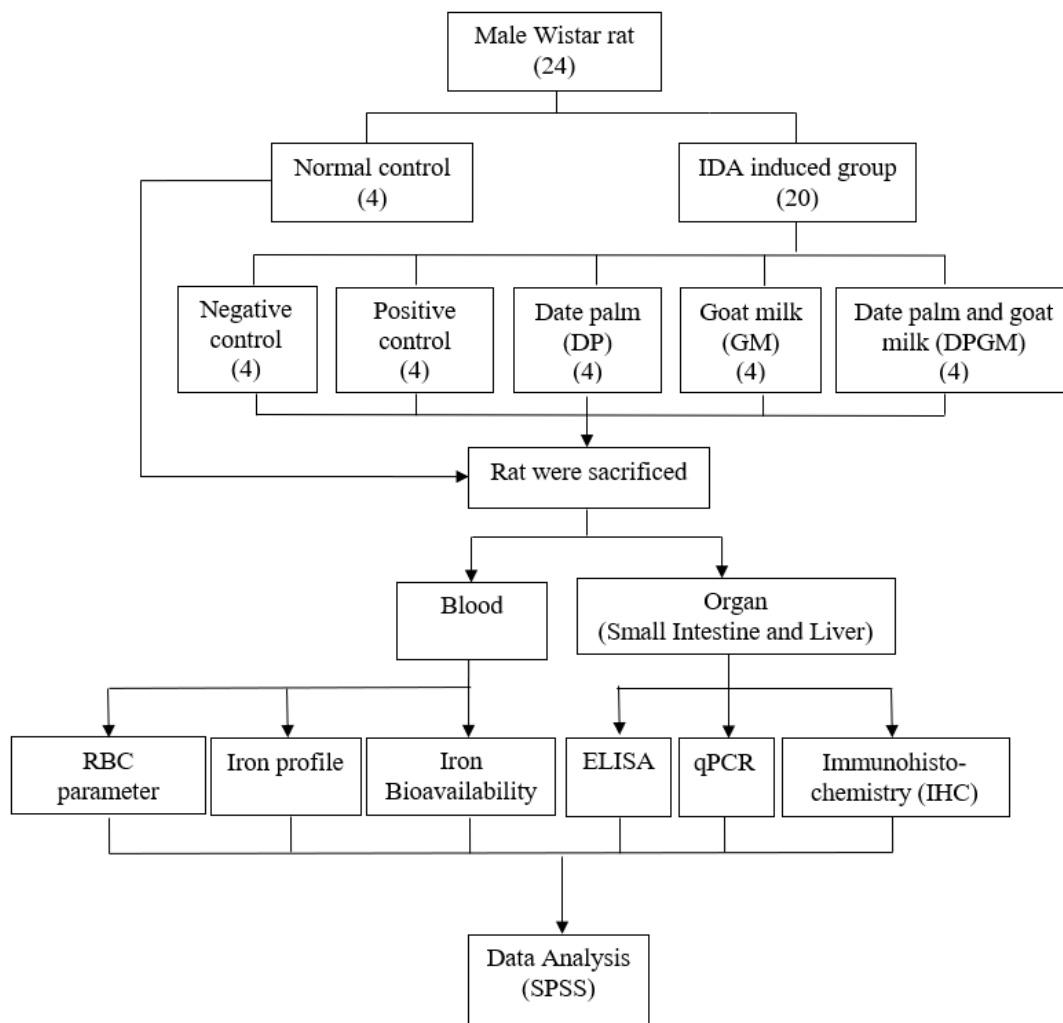 Male Wistar rat
(24)
Normal control
(4)
IDA induced group
(20)
Negative
control
(4)
Positive
control
(4)
Date palm
(DP)
(4)
Goat milk
(GM)
(4)
Date palm and goat
milk (DPGM)
(4)
Rat were sacrificed
Blood
Organ
(Small Intestine and Liver)
RBC
parameter
Iron profile
Iron
Bioavailability
ELISA
qPCR
Immunohisto-
chemistry (IHC)
Data Analysis
(SPSS)